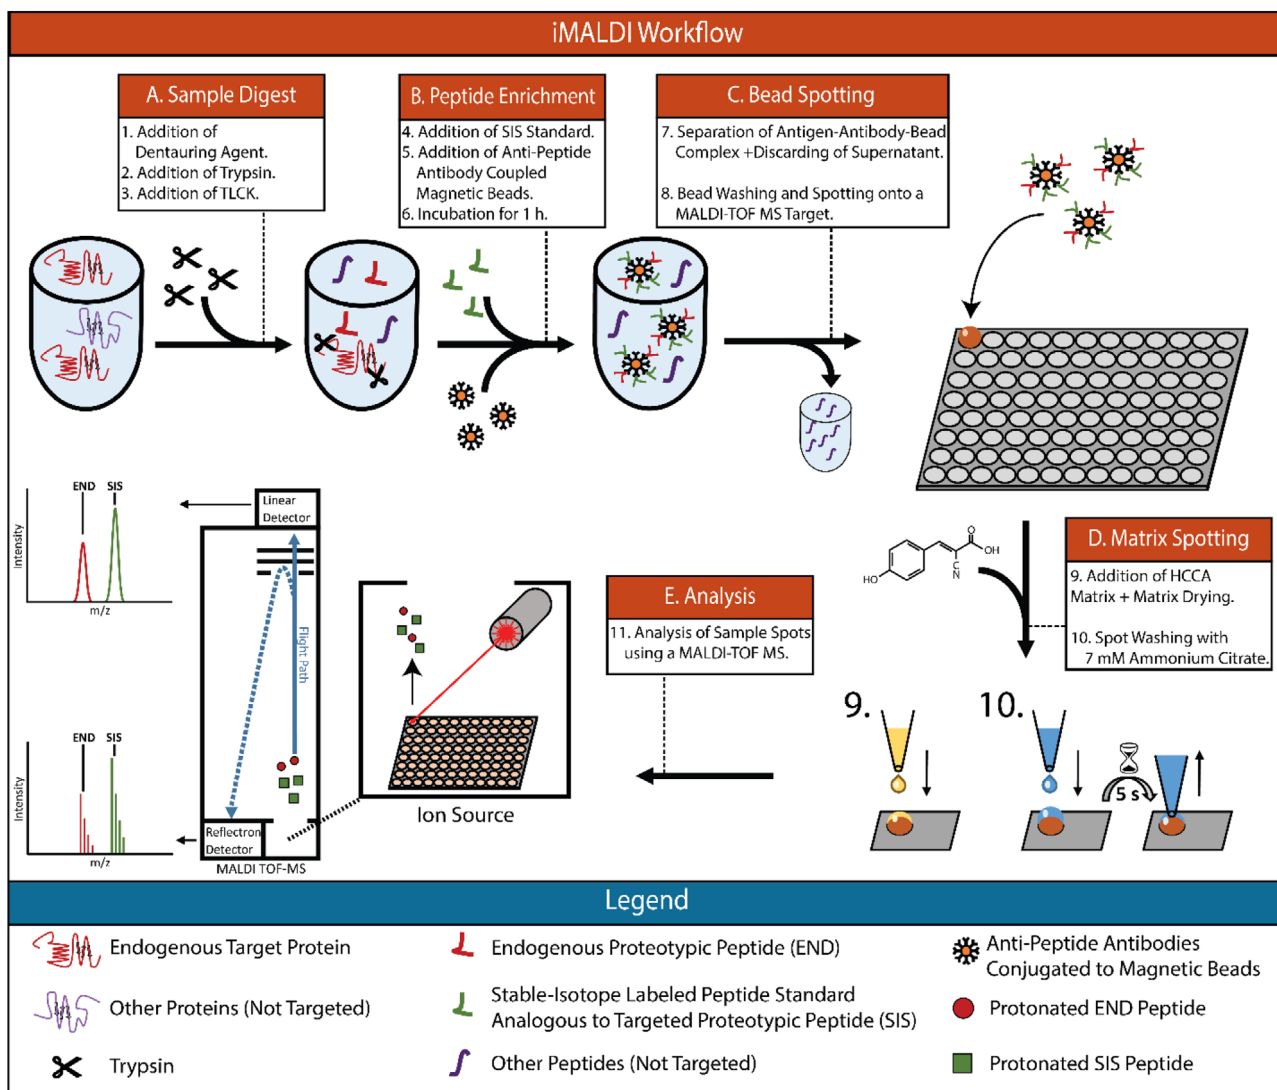 iMALDI Workflow
A. Sample Digest
1. Addition of
Dentauring Agent.
2. Addition of Trypsin.
3. Addition of TLCK.
B. Peptide Enrichment
4. Addition of SIS Standard.
5. Addition of Anti-Peptide
Antibody Coupled
Magnetic Beads.
6. Incubation for 1 h.
C. Bead Spotting
7. Separation of Antigen-Antibody-Bead
Complex +Discarding of Supernatant.
8. Bead Washing and Spotting onto a
MALDI-TOF MS Target.
D. Matrix Spotting
9. Addition of HCCA
Matrix + Matrix Drying.
10. Spot Washing with
7 mM Ammonium Citrate.
HO
O
OH
C
N
9.
10.
5 s
E. Analysis
11. Analysis of Sample Spots
using a MALDI-TOF MS.
Ion Source
Linear
Detector
Flight Path
Reflectron
Detector
MALDI TOF-MS
END SIS
Intensity
m/z
END SIS
Intensity
m/z
Legend
Endogenous Target Protein
Other Proteins (Not Targeted)
Trypsin
Endogenous Proteotypic Peptide (END)
Stable-Isotope Labeled Peptide Standard
Analogous to Targeted Proteotypic Peptide (SIS)
Other Peptides (Not Targeted)
Anti-Peptide Antibodies
Conjugated to Magnetic Beads
Protonated END Peptide
Protonated SIS Peptide